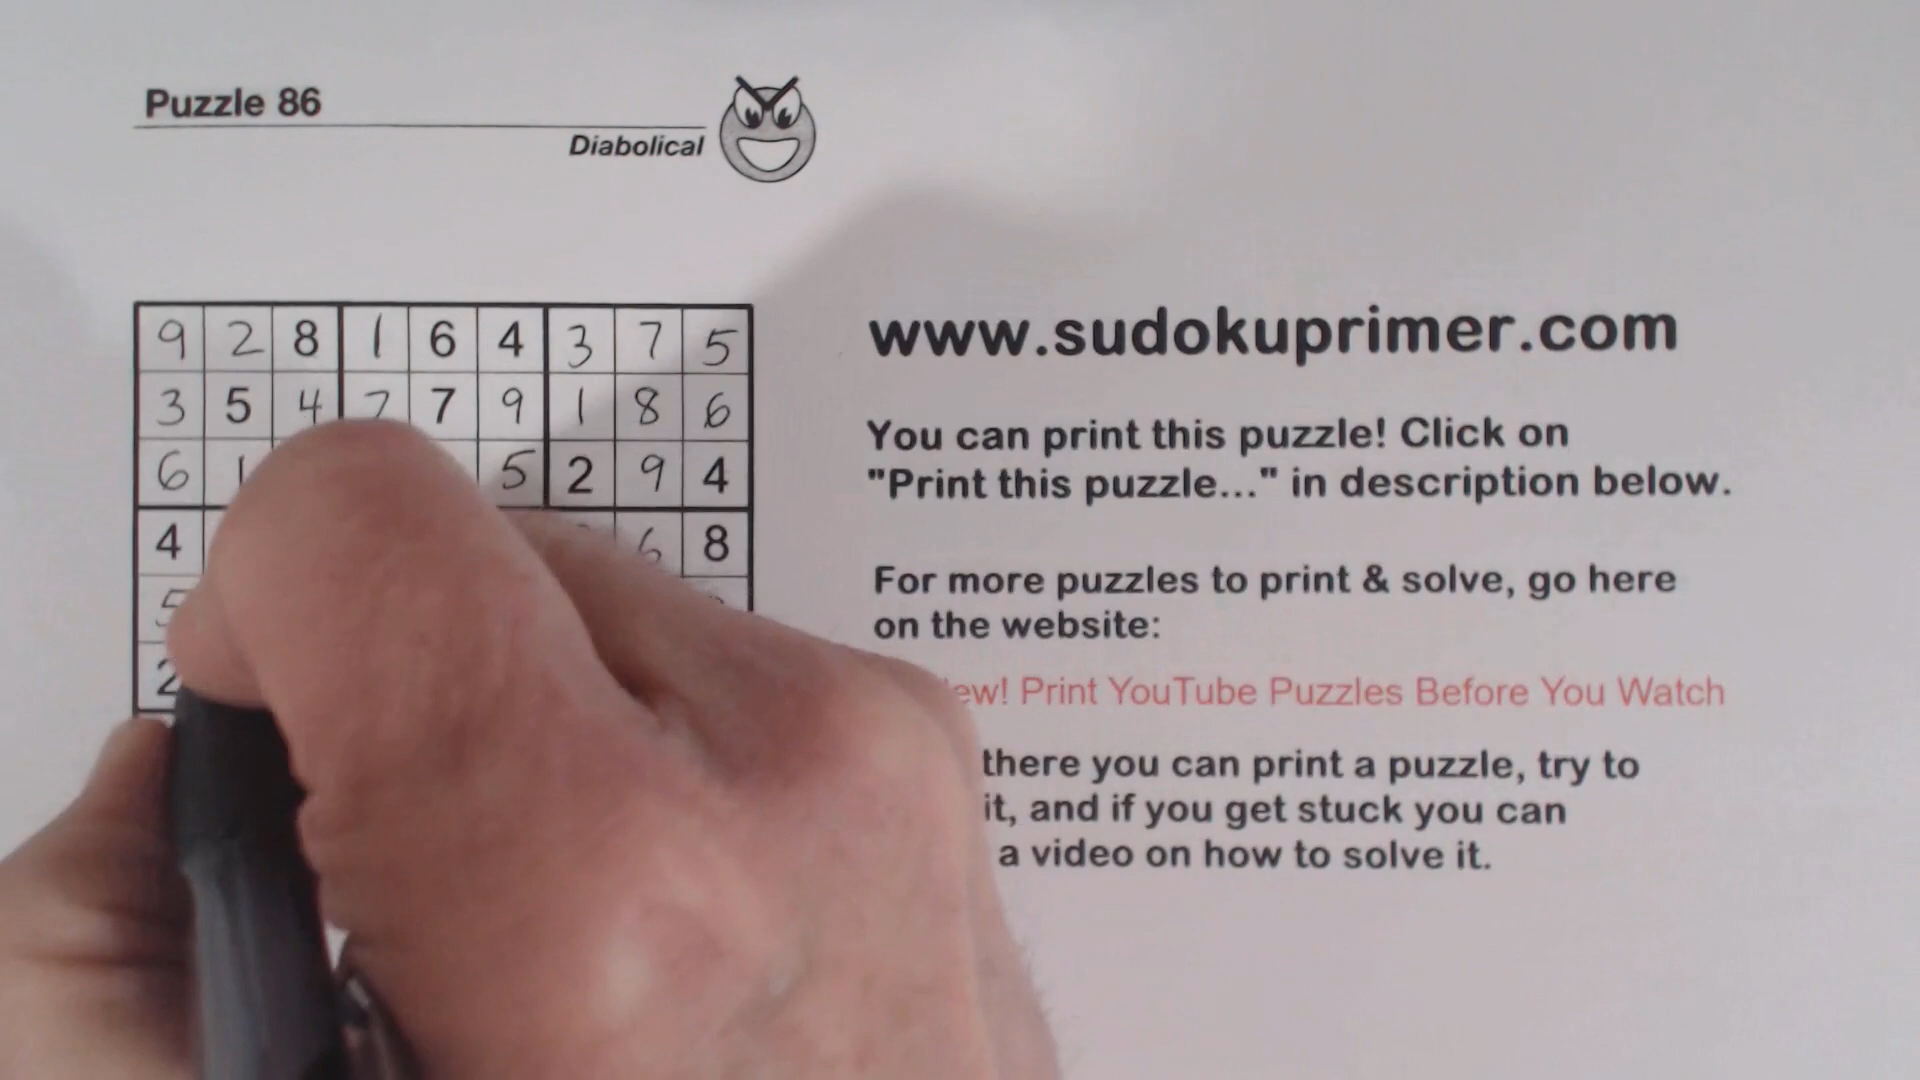 Puzzle 86
Diabolical
9 2 8 1 6 4 3 7 5
3 5 4 7 9 1 8 6
6 1 5 2 9 4
4 6 8
5
2
www.sudokuprimer.com
You can print this puzzle! Click on
"Print this puzzle..." in description below.
For more puzzles to print & solve, go here
on the website:
Print YouTube Puzzles Before You Watch
there you can print a puzzle, try to
it, and if you get stuck you can
a video on how to solve it.